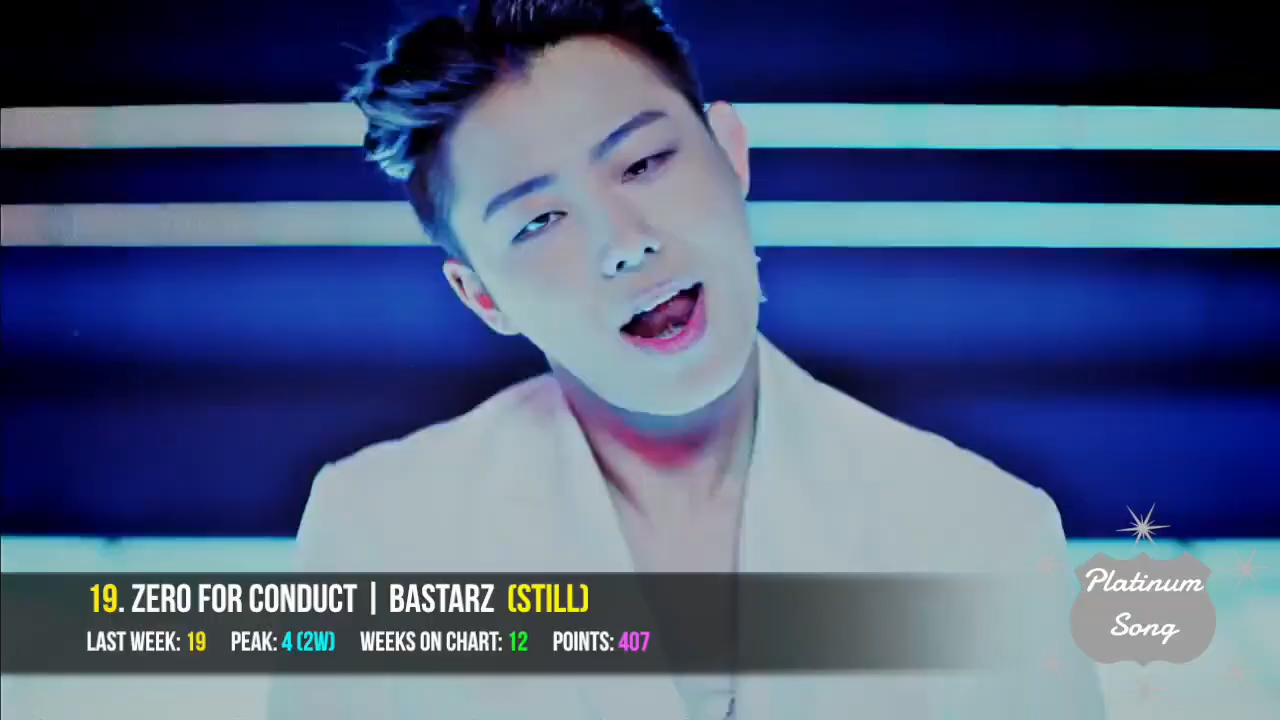 19. ZERO FOR CONDUCT | BASTARZ (STILL)
LAST WEEK: 19 PEAK: 4 (2W) WEEKS ON CHART: 12 POINTS: 407
Platinum
Song